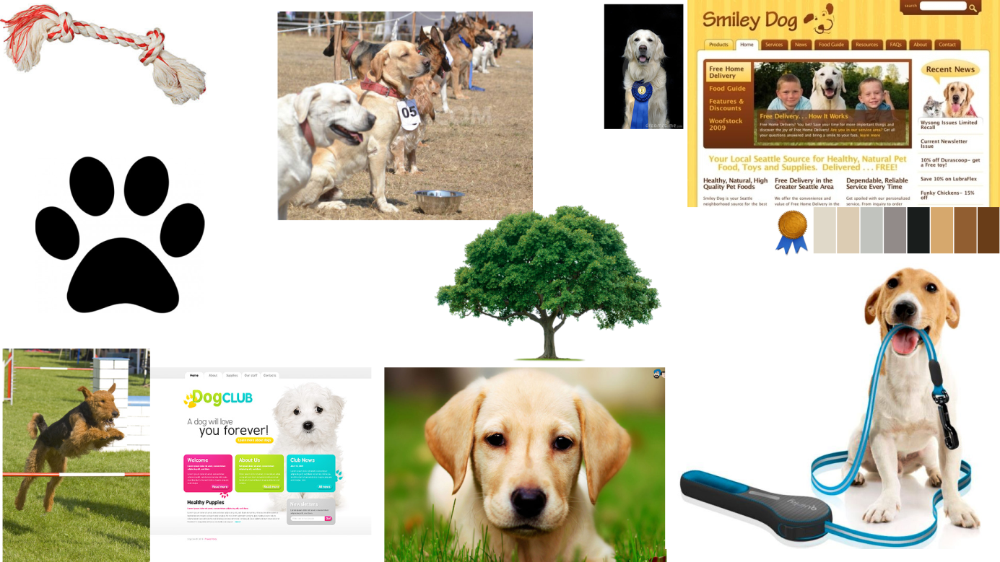 05
dreamstime.com
Smiley Dog
search
Products
Home
Services
News
Food Guide
Resources
FAQs
About
Contact
Free Home
Delivery
Food Guide
Features &
Discounts
Woofstock
2009
Free Delivery. . . How It Works
Free Home Delivery? You bet! Save your time for more important things and
discover the joy of Free Home Delivery! Are you in our service area? Get all
your questions answered and bring a smile to your face, learn more
Recent News
Wysong Issues Limited
Recall
Current Newsletter
Issue
10% off Durascoop- get
a Free toy!
Save 10% on LubraFlex
Funky Chickens- 15%
off
Your Local Seattle Source for Healthy, Natural Pet
Food, Toys and Supplies. Delivered . . . FREE!
Healthy, Natural, High
Quality Pet Foods
Smiley Dog is your Seattle
neighborhood source for the best
Free Delivery in the
Greater Seattle Area
We offer the convenience and
value of Free Home Delivery in the
Dependable, Reliable
Service Every Time
Get spoiled with our personalized
service. From inquiry to order
Home
About
Supplies
Our staff
Contacts
DogCLUB
A dog will love
you forever!
Learn more about dogs
Welcome
Read more
About Us
Read more
Club News
All news
Healthy Puppies
Newsletters
GO!